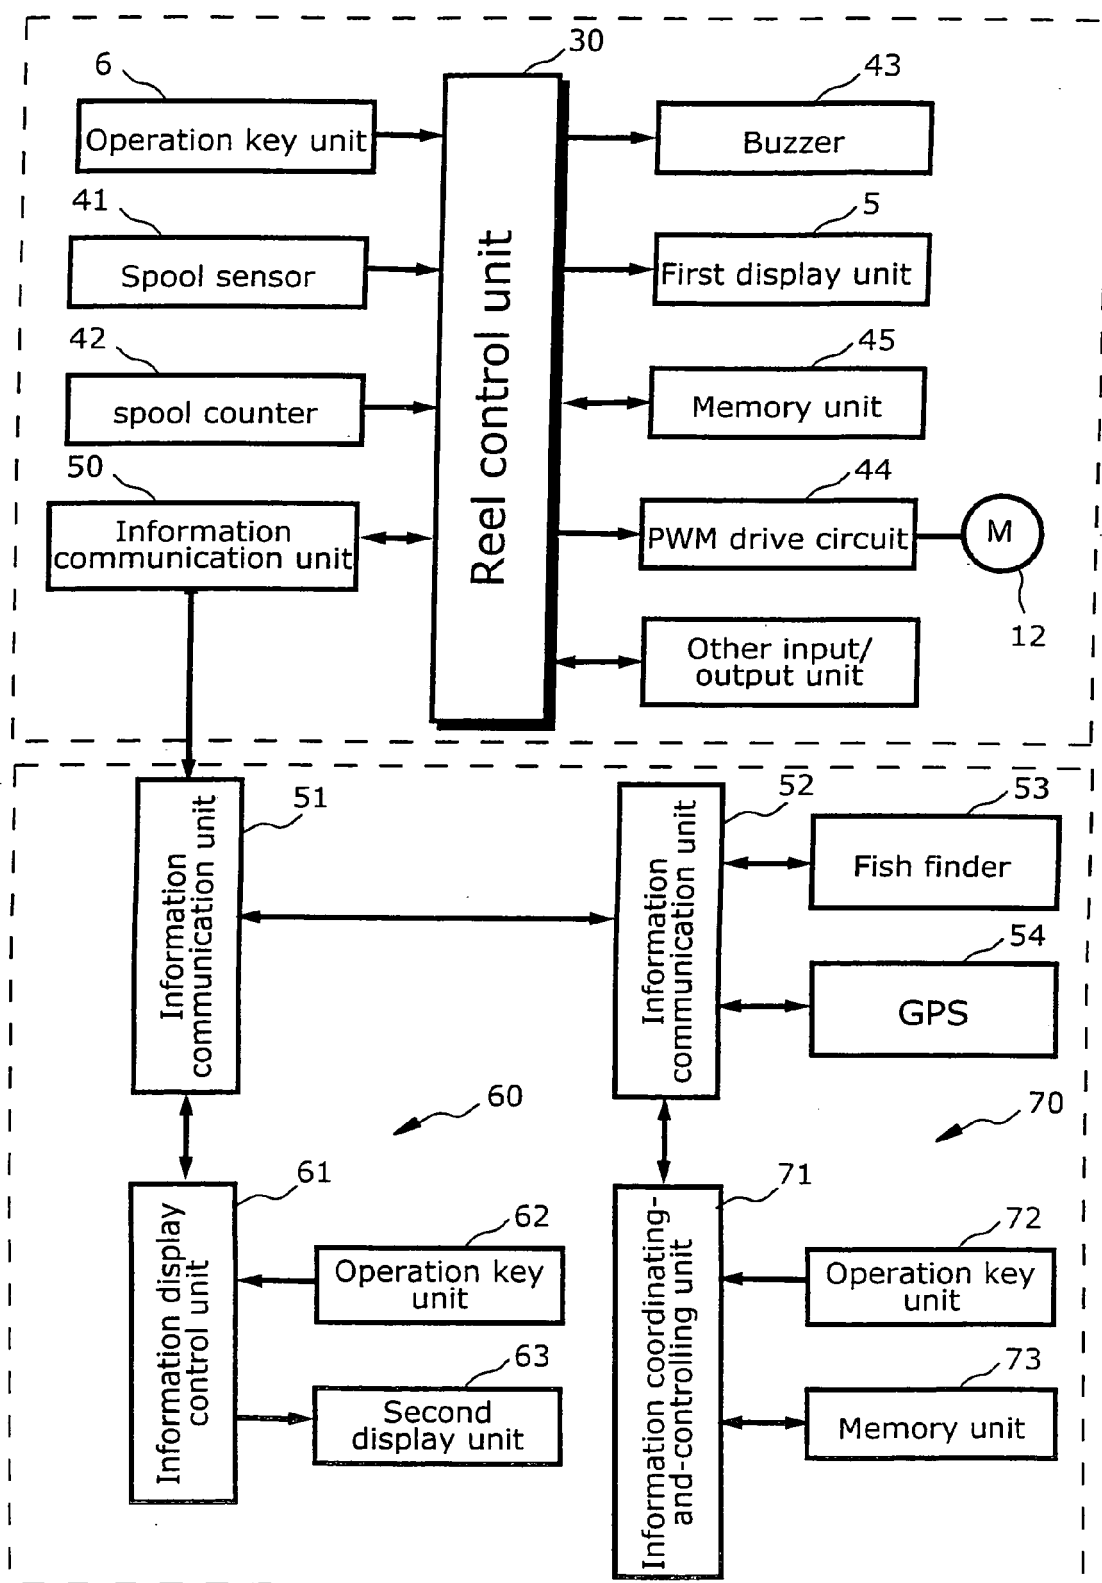 30
6
43
Operation key unit
Buzzer
41
5
Spool sensor
First display unit
42
45
spool counter
Memory unit
Reel control unit
50
44
Information
communication unit
PWM drive circuit
M
12
Other input/
output unit
51
52
53
Information
communication unit
Information
communication unit
Fish finder
54
GPS
60
70
61
71
62
72
Information display
control unit
Operation key
unit
Information coordinating-
and-controlling unit
Operation key
unit
63
73
Second
display unit
Memory unit